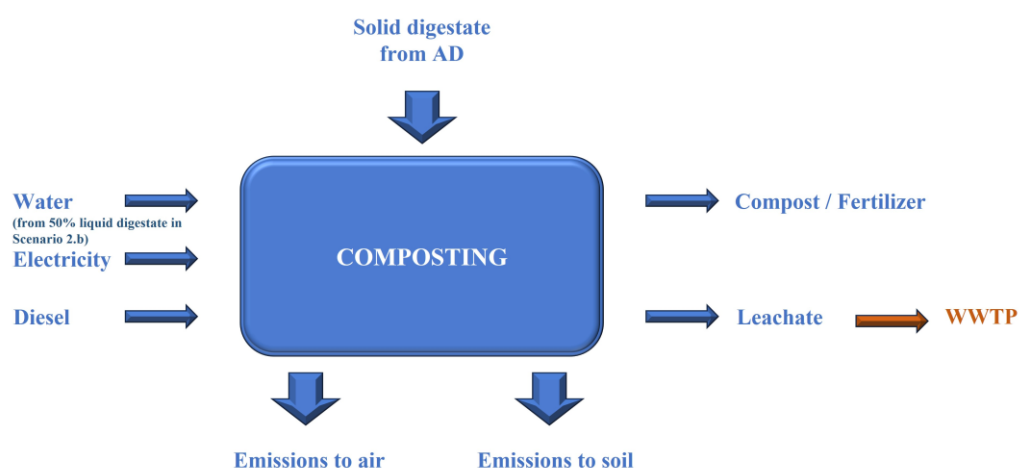 Solid digestate
from AD
Water
(from 50% liquid digestate in
Scenario 2.b)
Electricity
Diesel
COMPOSTING
Compost / Fertilizer
Leachate
WWTP
Emissions to air
Emissions to soil